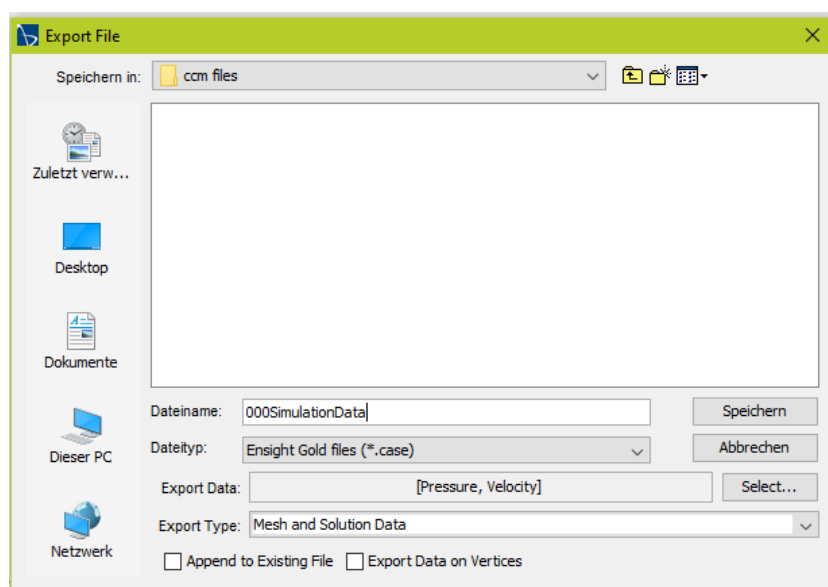 Export File
Speichern in:
ccm files
Zuletzt verw...
Desktop
Dokumente
Dieser PC
Netzwerk
Dateiname:
000SimulationData
Speichern
Dateityp:
Ensight Gold files (*.case)
Abbrechen
Export Data:
[Pressure, Velocity]
Select...
Export Type:
Mesh and Solution Data
Append to Existing File
Export Data on Vertices